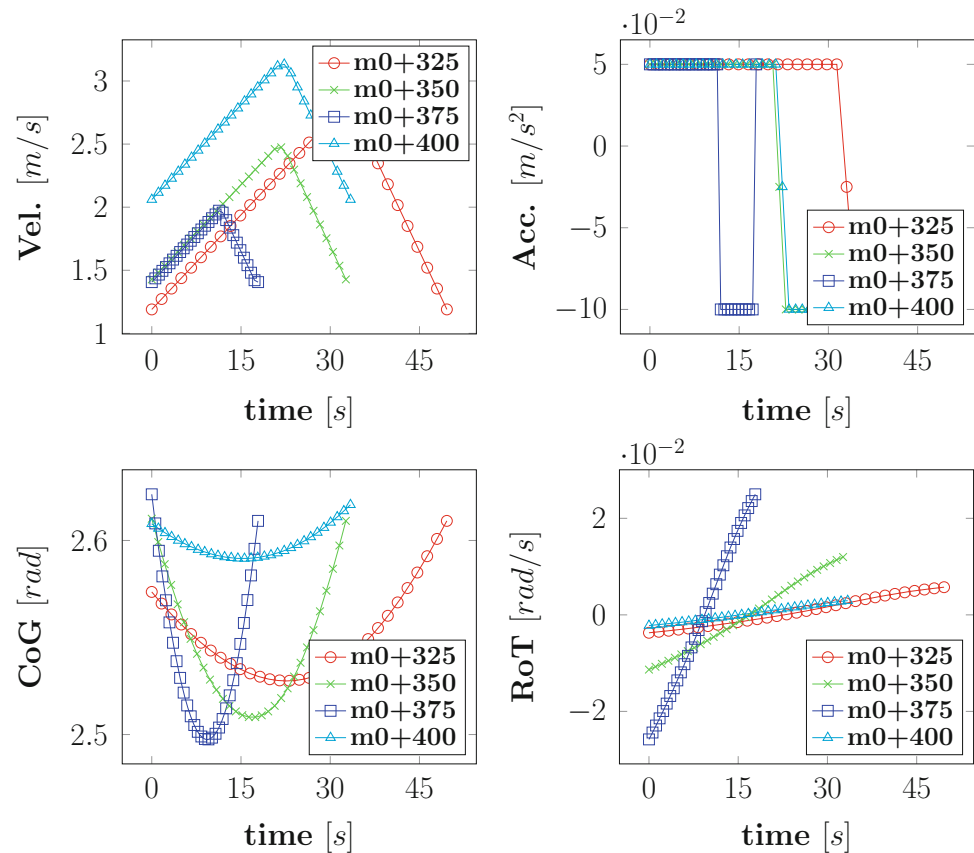 Vel. [m/s]
3
2.5
2
1.5
1
0 15 30 45
time [s]
m0+325
m0+350
m0+375
m0+400
·10⁻²
Acc. [m/s²]
5
0
−5
−10
0 15 30 45
time [s]
m0+325
m0+350
m0+375
m0+400
CoG [rad]
2.6
2.5
0 15 30 45
time [s]
m0+325
m0+350
m0+375
m0+400
·10⁻²
RoT [rad/s]
2
0
−2
0 15 30 45
time [s]
m0+325
m0+350
m0+375
m0+400